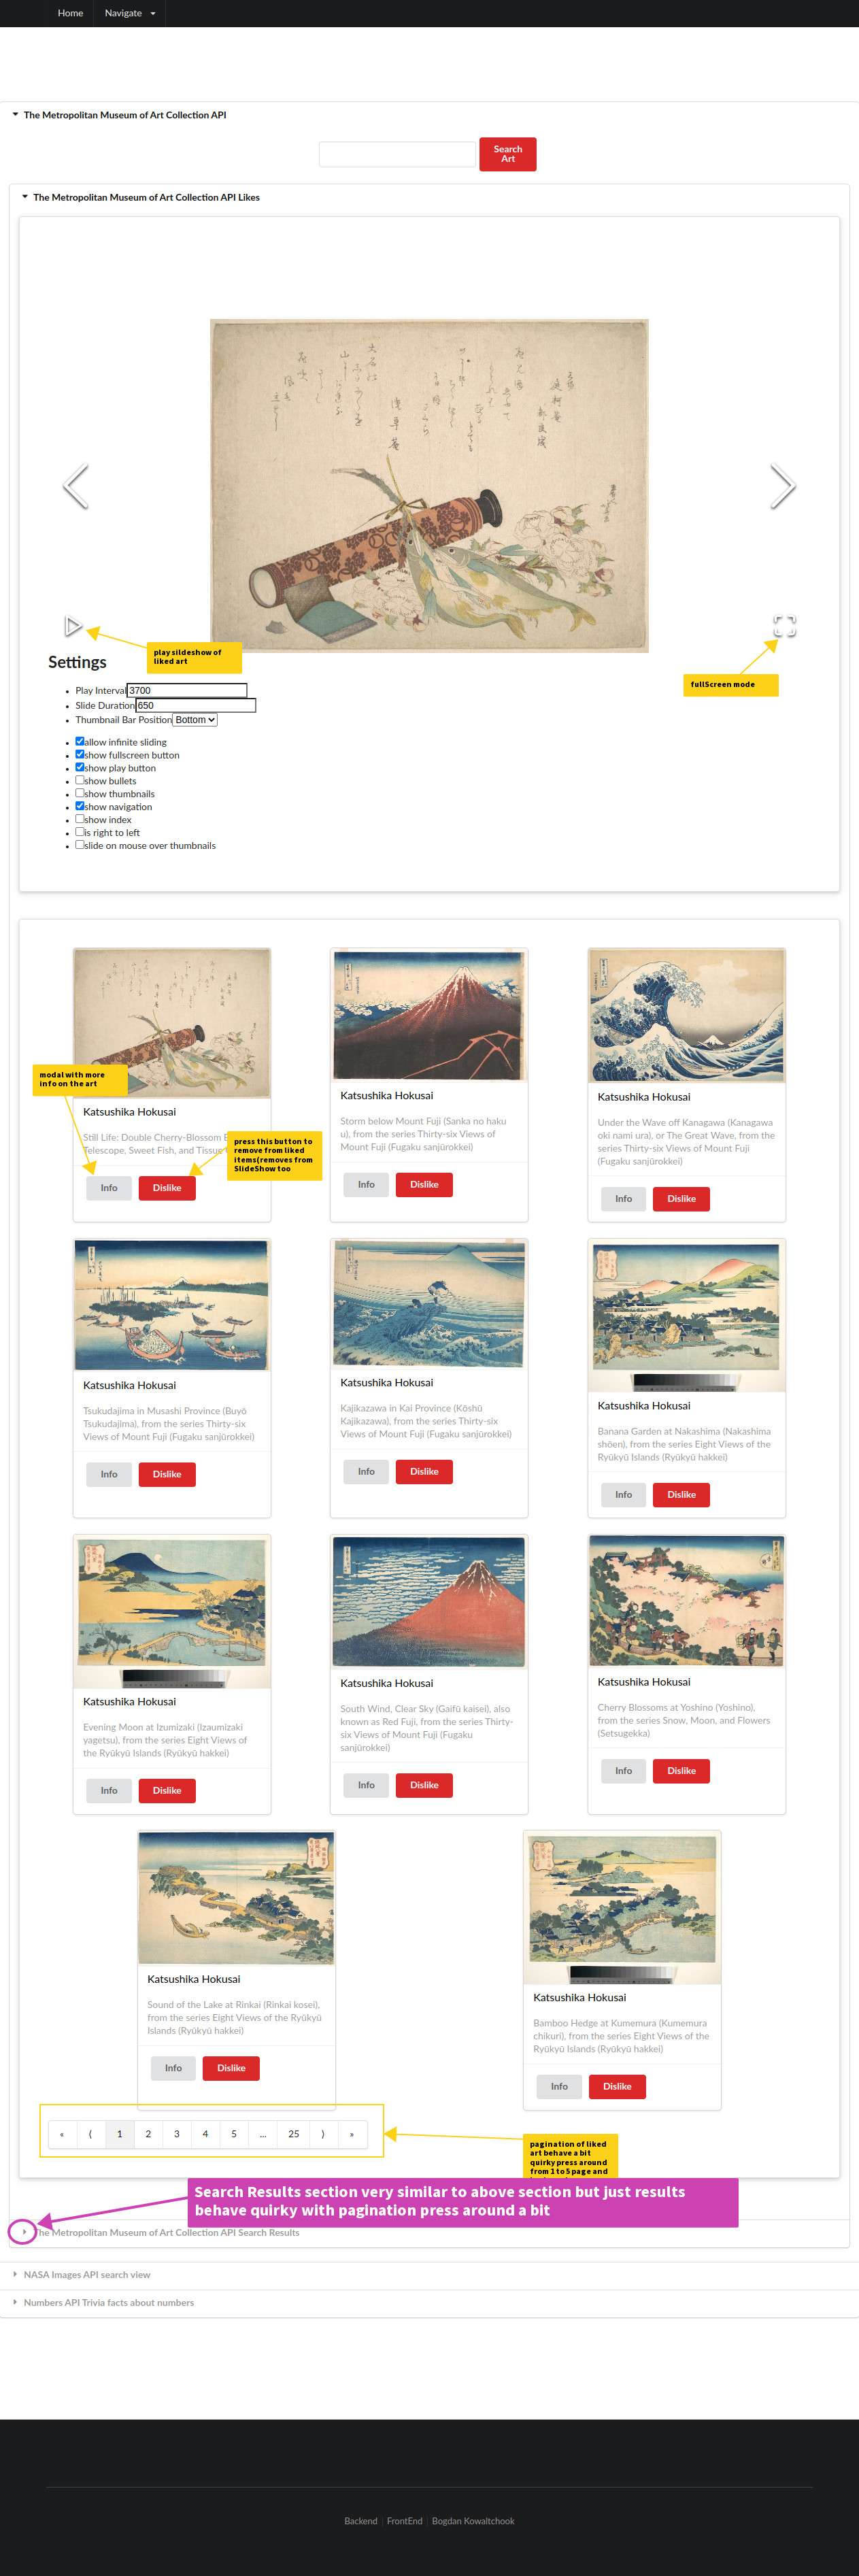 Home
Navigate
The Metropolitan Museum of Art Collection API
Search
Art
The Metropolitan Museum of Art Collection API Likes
play sildeshow of
liked art
fullScreen mode
Settings
Play Interval 3700
Slide Duration 650
Thumbnail Bar Position Bottom
allow infinite sliding
show fullscreen button
show play button
show bullets
show thumbnails
show navigation
show index
is right to left
slide on mouse over thumbnails
modal with more
info on the art
Katsushika Hokusai
Still Life: Double Cherry-Blossom
Telescope, Sweet Fish, and Tissue
press this button to
remove from liked
items(removes from
SlideShow too
Info
Dislike
Katsushika Hokusai
Storm below Mount Fuji (Sanka no haku
u), from the series Thirty-six Views of
Mount Fuji (Fugaku sanjūrokkei)
Info
Dislike
Katsushika Hokusai
Under the Wave off Kanagawa (Kanagawa
oki nami ura), or The Great Wave, from the
series Thirty-six Views of Mount Fuji
(Fugaku sanjūrokkei)
Info
Dislike
Katsushika Hokusai
Tsukudajima in Musashi Province (Buyō
Tsukudajima), from the series Thirty-six
Views of Mount Fuji (Fugaku sanjūrokkei)
Info
Dislike
Katsushika Hokusai
Kajikazawa in Kai Province (Kōshū
Kajikazawa), from the series Thirty-six
Views of Mount Fuji (Fugaku sanjūrokkei)
Info
Dislike
Katsushika Hokusai
Banana Garden at Nakashima (Nakashima
shōen), from the series Eight Views of the
Ryūkyū Islands (Ryūkyū hakkei)
Info
Dislike
Katsushika Hokusai
Evening Moon at Izumizaki (Izaumizaki
yagetsu), from the series Eight Views of
the Ryūkyū Islands (Ryūkyū hakkei)
Info
Dislike
Katsushika Hokusai
South Wind, Clear Sky (Gaifū kaisei), also
known as Red Fuji, from the series Thirty-
six Views of Mount Fuji (Fugaku
sanjūrokkei)
Info
Dislike
Katsushika Hokusai
Cherry Blossoms at Yoshino (Yoshino),
from the series Snow, Moon, and Flowers
(Setsugekka)
Info
Dislike
Katsushika Hokusai
Sound of the Lake at Rinkai (Rinkai kosei),
from the series Eight Views of the Ryūkyū
Islands (Ryūkyū hakkei)
Info
Dislike
Katsushika Hokusai
Bamboo Hedge at Kumemura (Kumemura
chikuri), from the series Eight Views of the
Ryūkyū Islands (Ryūkyū hakkei)
Info
Dislike
« ⟨ 1 2 3 4 5 ... 25 ⟩ »
pagination of liked
art behave a bit
quirky press around
from 1 to 5 page and
Search Results section very similar to above section but just results
behave quirky with pagination press around a bit
The Metropolitan Museum of Art Collection API Search Results
NASA Images API search view
Numbers API Trivia facts about numbers
Backend
FrontEnd
Bogdan Kowaltchook